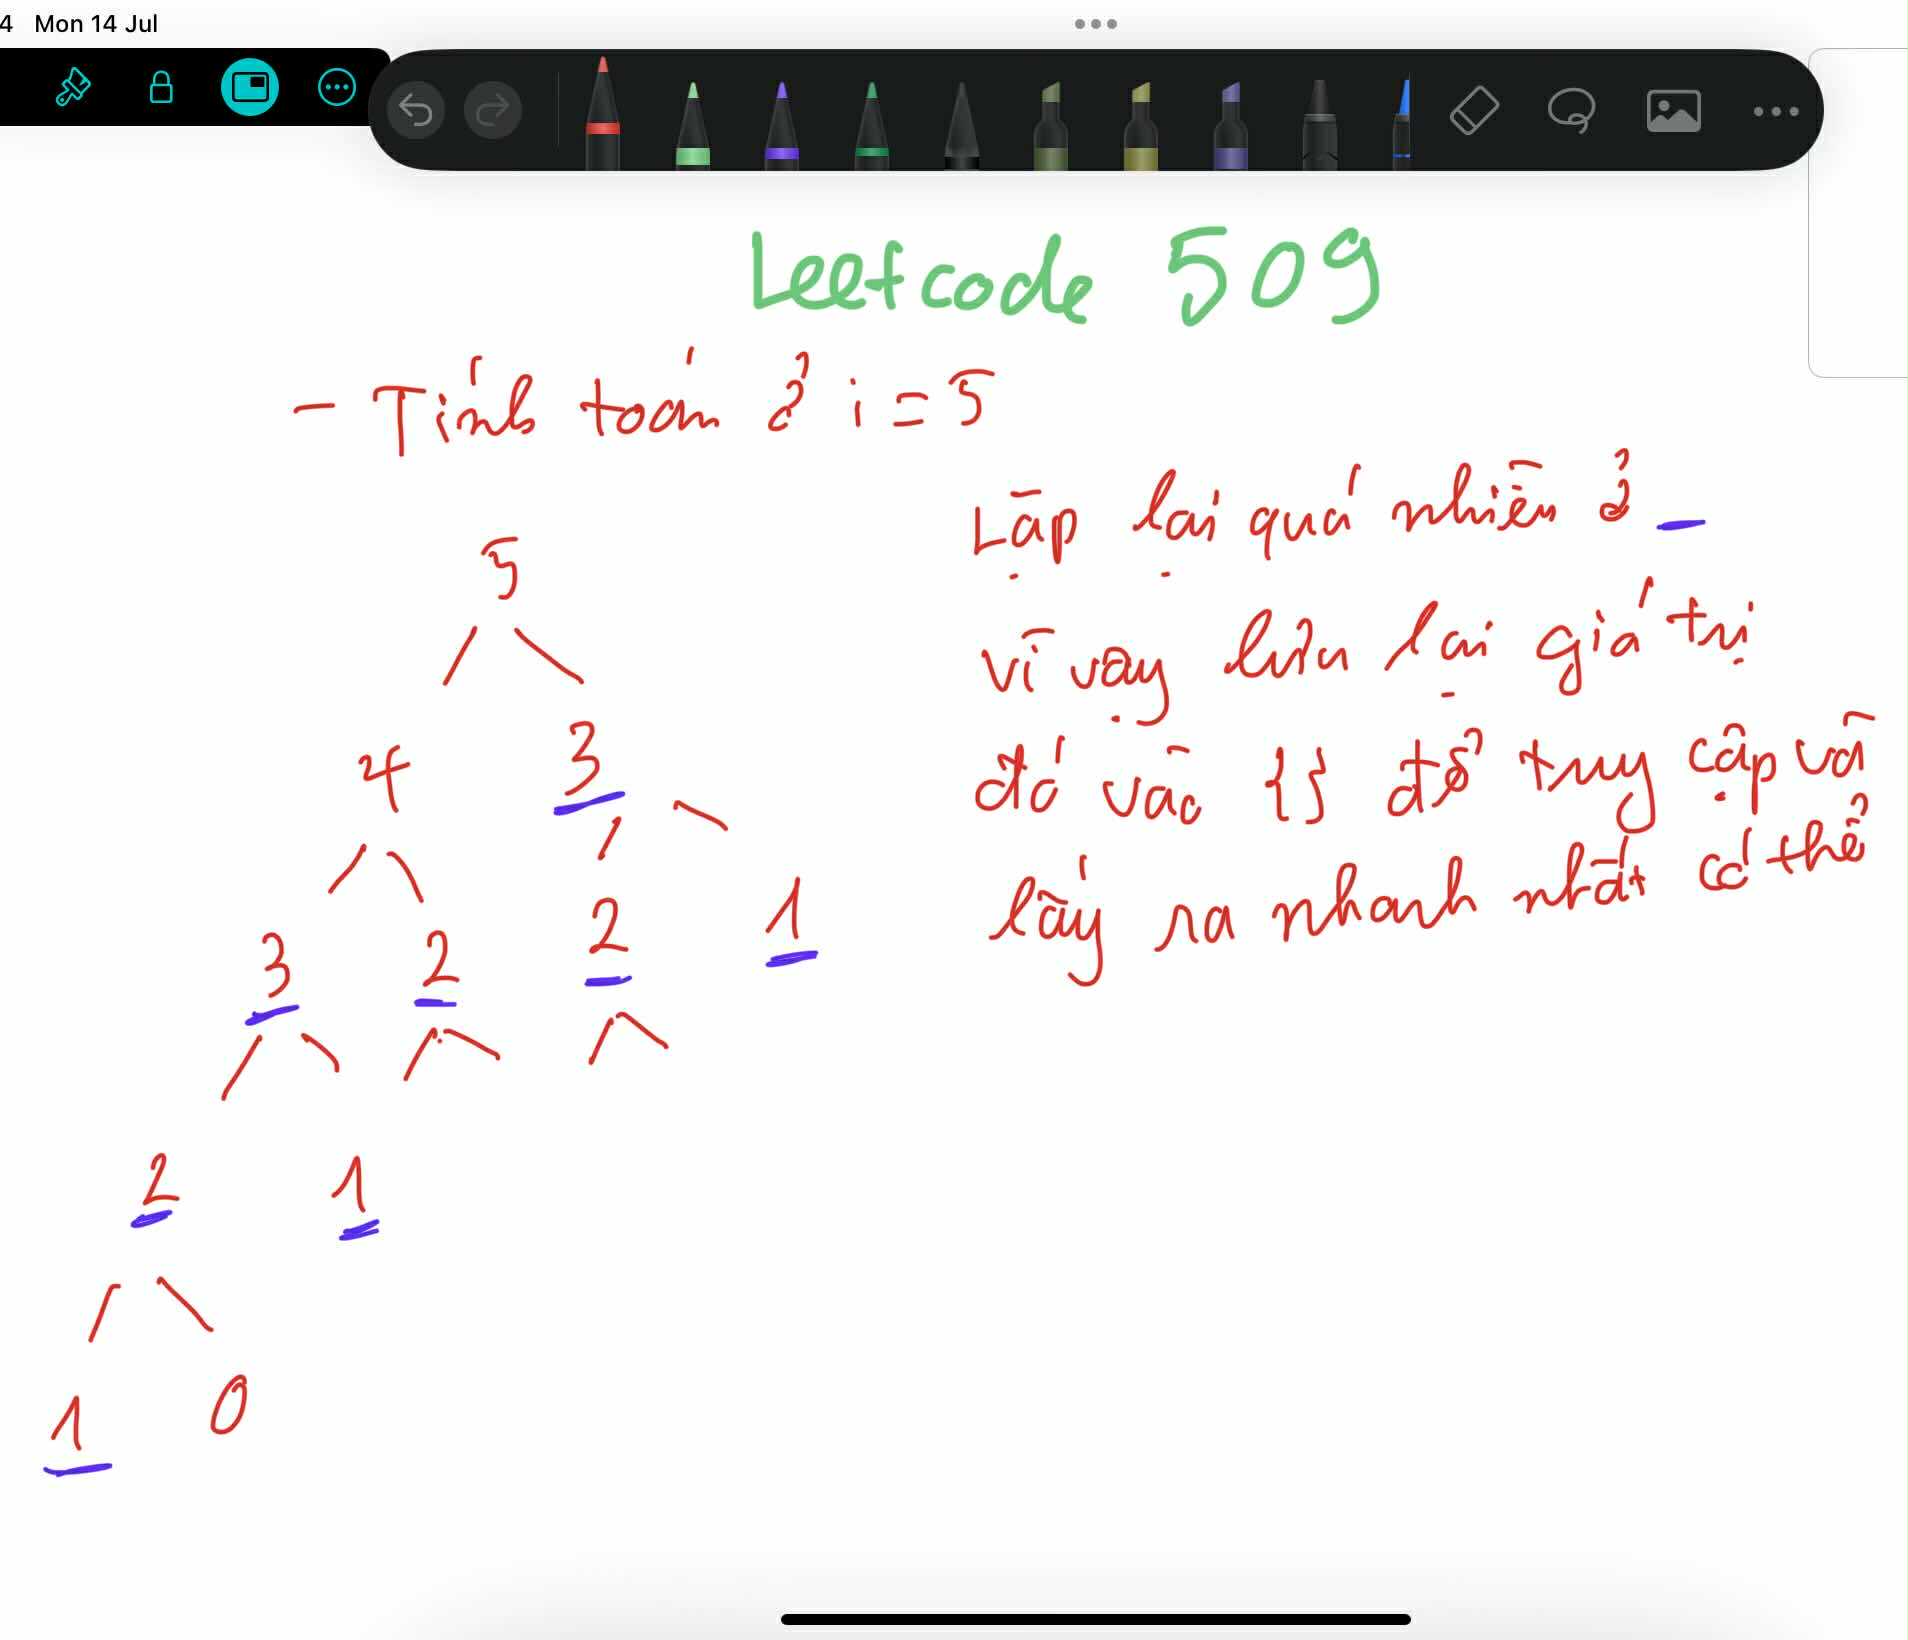 4 Mon 14 Jul
Leetcode 509
- Tính toán ở i = 5
Lặp lại quá nhiều ở _
vì vậy lưu lại giá trị
đó vào {} để truy cập và
lấy ra nhanh nhất có thể
5
4 3
3 2 2 1
2 1
1 0